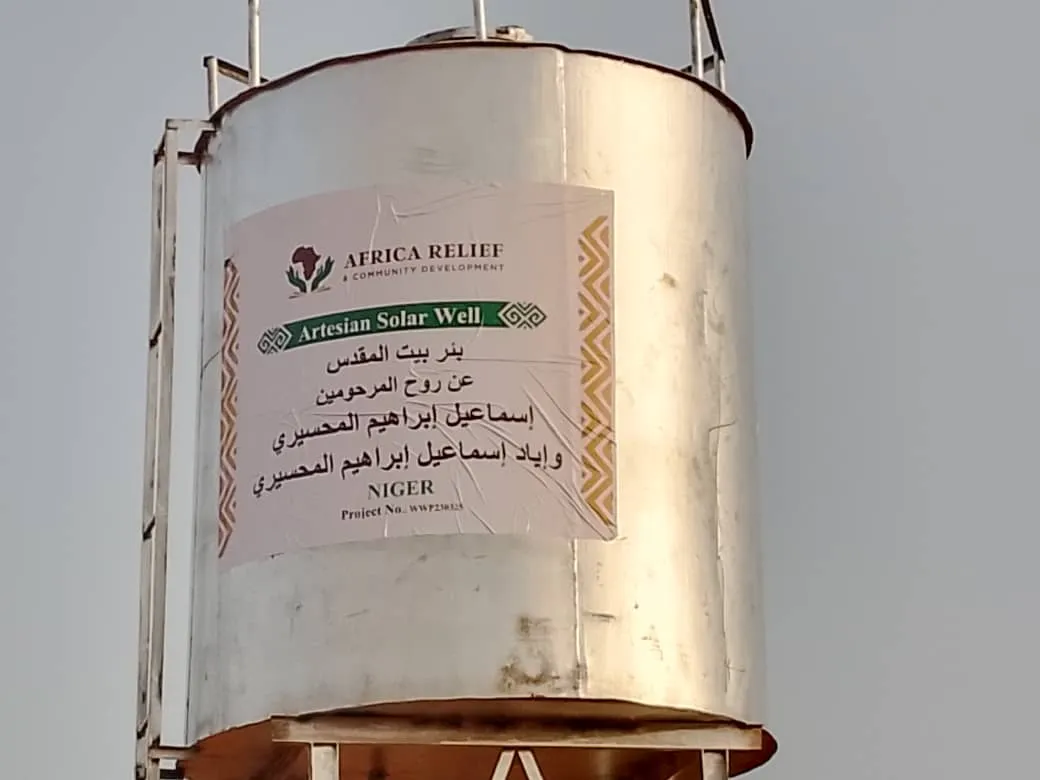 AFRICA RELIEF
& COMMUNITY DEVELOPMENT
Artesian Solar Well
بئر بيت المقدس
عن روح المرحومين
إسماعيل إبراهيم المحسيري
وإياد إسماعيل إبراهيم المحسيري
NIGER
Project No.: WWP230325